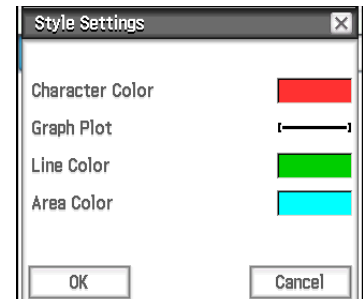 Style Settings
Character Color
Graph Plot
Line Color
Area Color
OK
Cancel